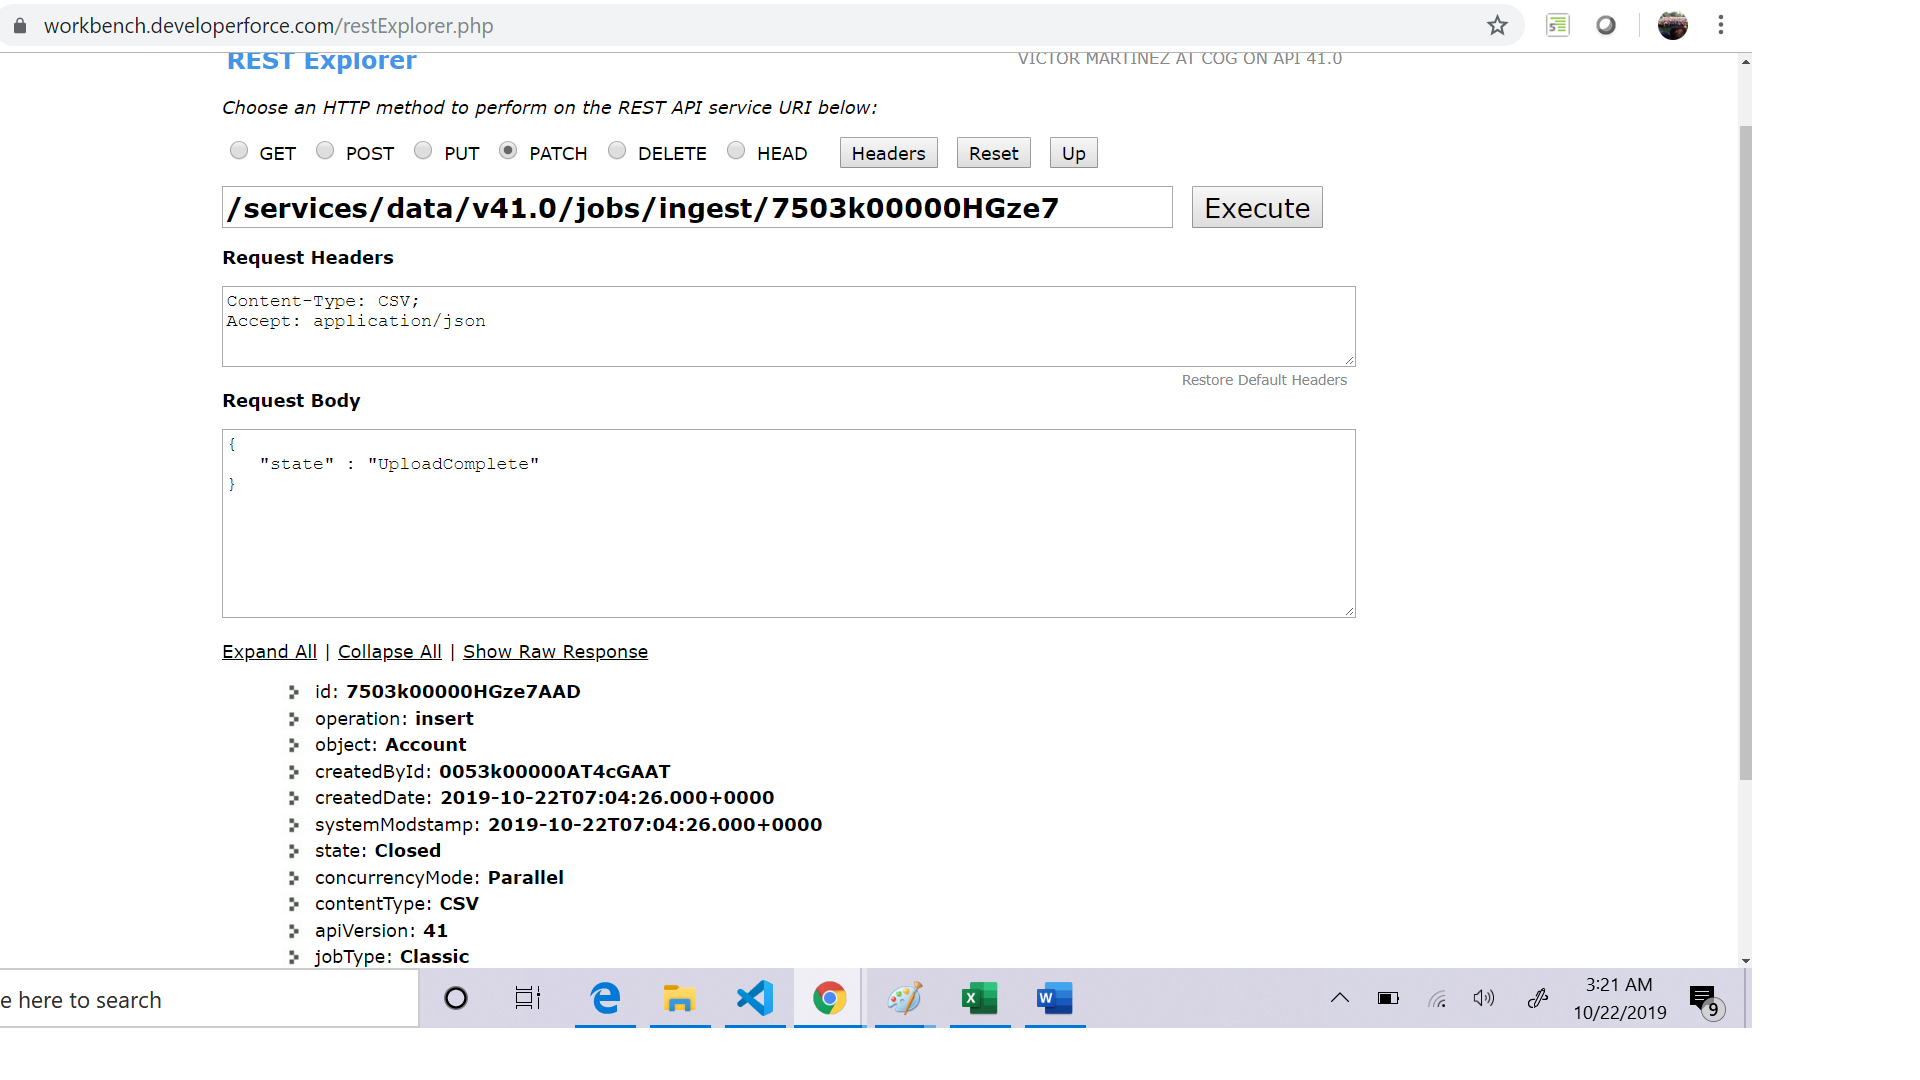 workbench.developerforce.com/restExplorer.php
REST Explorer
VICTOR MARTINEZ AT COG ON API 41.0
Choose an HTTP method to perform on the REST API service URI below:
GET POST PUT PATCH DELETE HEAD Headers Reset Up
/services/data/v41.0/jobs/ingest/7503k00000HGze7 Execute
Request Headers
Content-Type: CSV;
Accept: application/json
Restore Default Headers
Request Body
{
"state" : "UploadComplete"
}
Expand All | Collapse All | Show Raw Response
id: 7503k00000HGze7AAD
operation: insert
object: Account
createdById: 0053k00000AT4cGAAT
createdDate: 2019-10-22T07:04:26.000+0000
systemModstamp: 2019-10-22T07:04:26.000+0000
state: Closed
concurrencyMode: Parallel
contentType: CSV
apiVersion: 41
jobType: Classic
e here to search
3:21 AM
10/22/2019
9